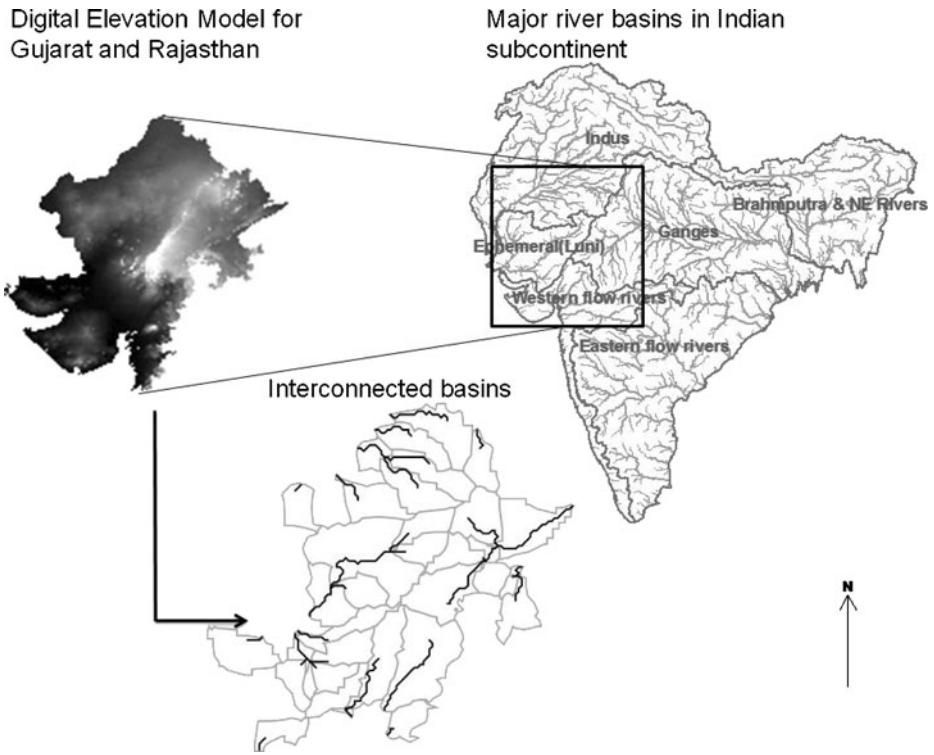 Digital Elevation Model for
Gujarat and Rajasthan
Major river basins in Indian
subcontinent
Indus
Brahmputra & NE Rivers
Ganges
Ephemeral(Luni)
Western flow rivers
Eastern flow rivers
Interconnected basins
N